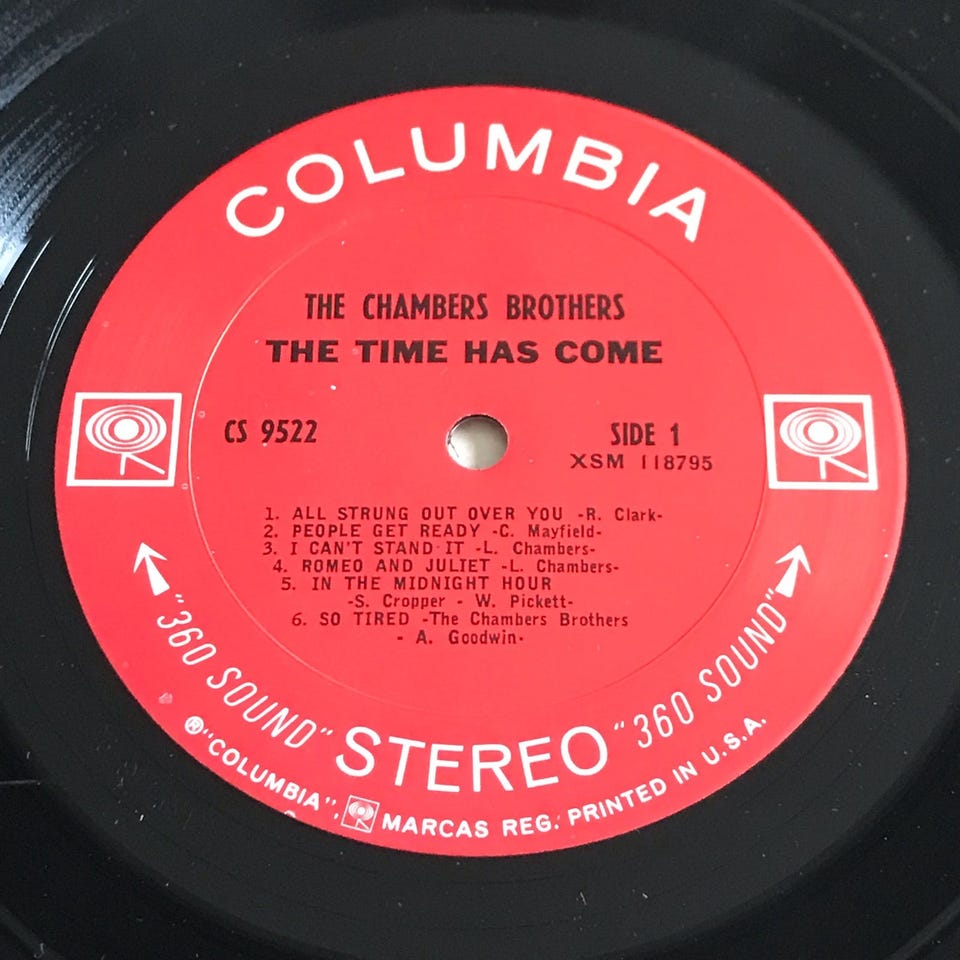 COLUMBIA
THE CHAMBERS BROTHERS
THE TIME HAS COME
CS 9522
SIDE 1
XSM 118795
1. ALL STRUNG OUT OVER YOU -R. Clark-
2. PEOPLE GET READY -C. Mayfield-
3. I CAN'T STAND IT -L. Chambers-
4. ROMEO AND JULIET -L. Chambers-
5. IN THE MIDNIGHT HOUR
-S. Cropper - W. Pickett-
6. SO TIRED -The Chambers Brothers
- A. Goodwin-
"360 SOUND" STEREO "360 SOUND"
®"COLUMBIA", MARCAS REG. PRINTED IN U.S.A.